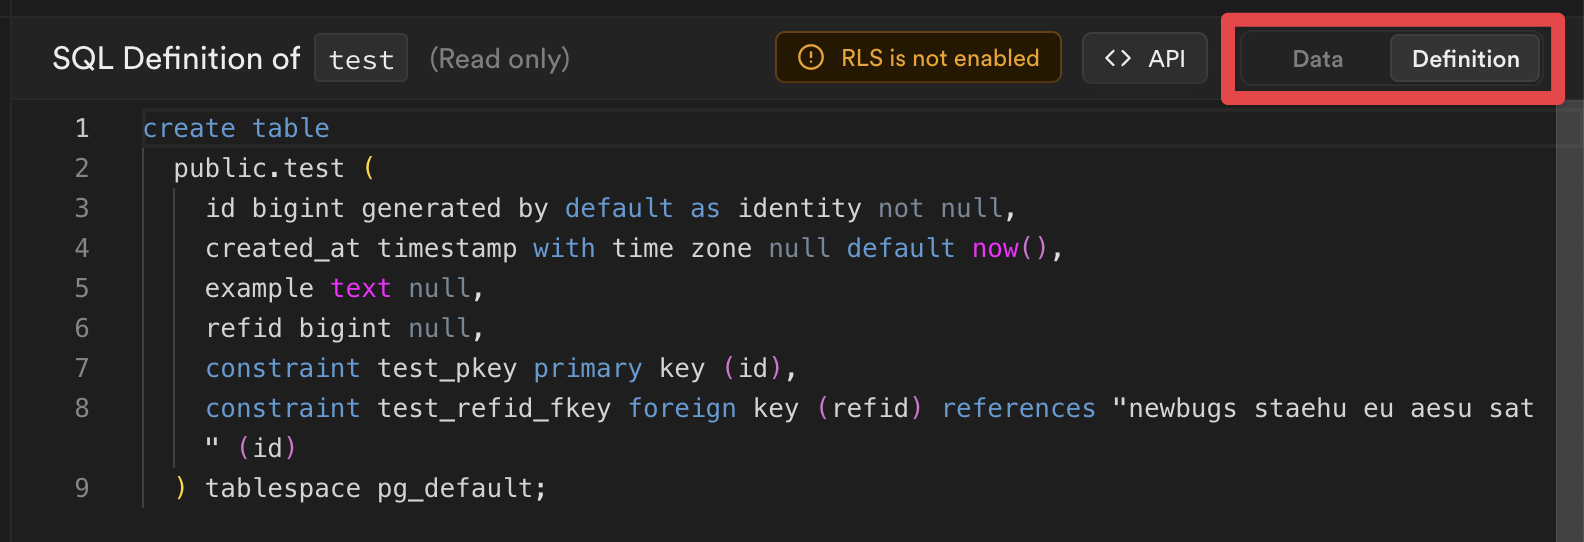 SQL Definition of test (Read only) RLS is not enabled <> API Data Definition
1 create table
2 public.test (
3 id bigint generated by default as identity not null,
4 created_at timestamp with time zone null default now(),
5 example text null,
6 refid bigint null,
7 constraint test_pkey primary key (id),
8 constraint test_refid_fkey foreign key (refid) references "newbugs staehu eu aesu sat
" (id)
9 ) tablespace pg_default;